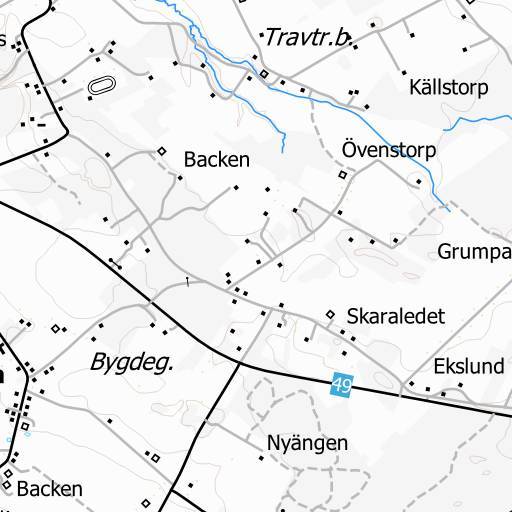 Travtr.b.
s
Källstorp
Övenstorp
Backen
Grumpa
Skaraledet
Bygdeg.
Ekslund
49
n
Nyängen
Backen